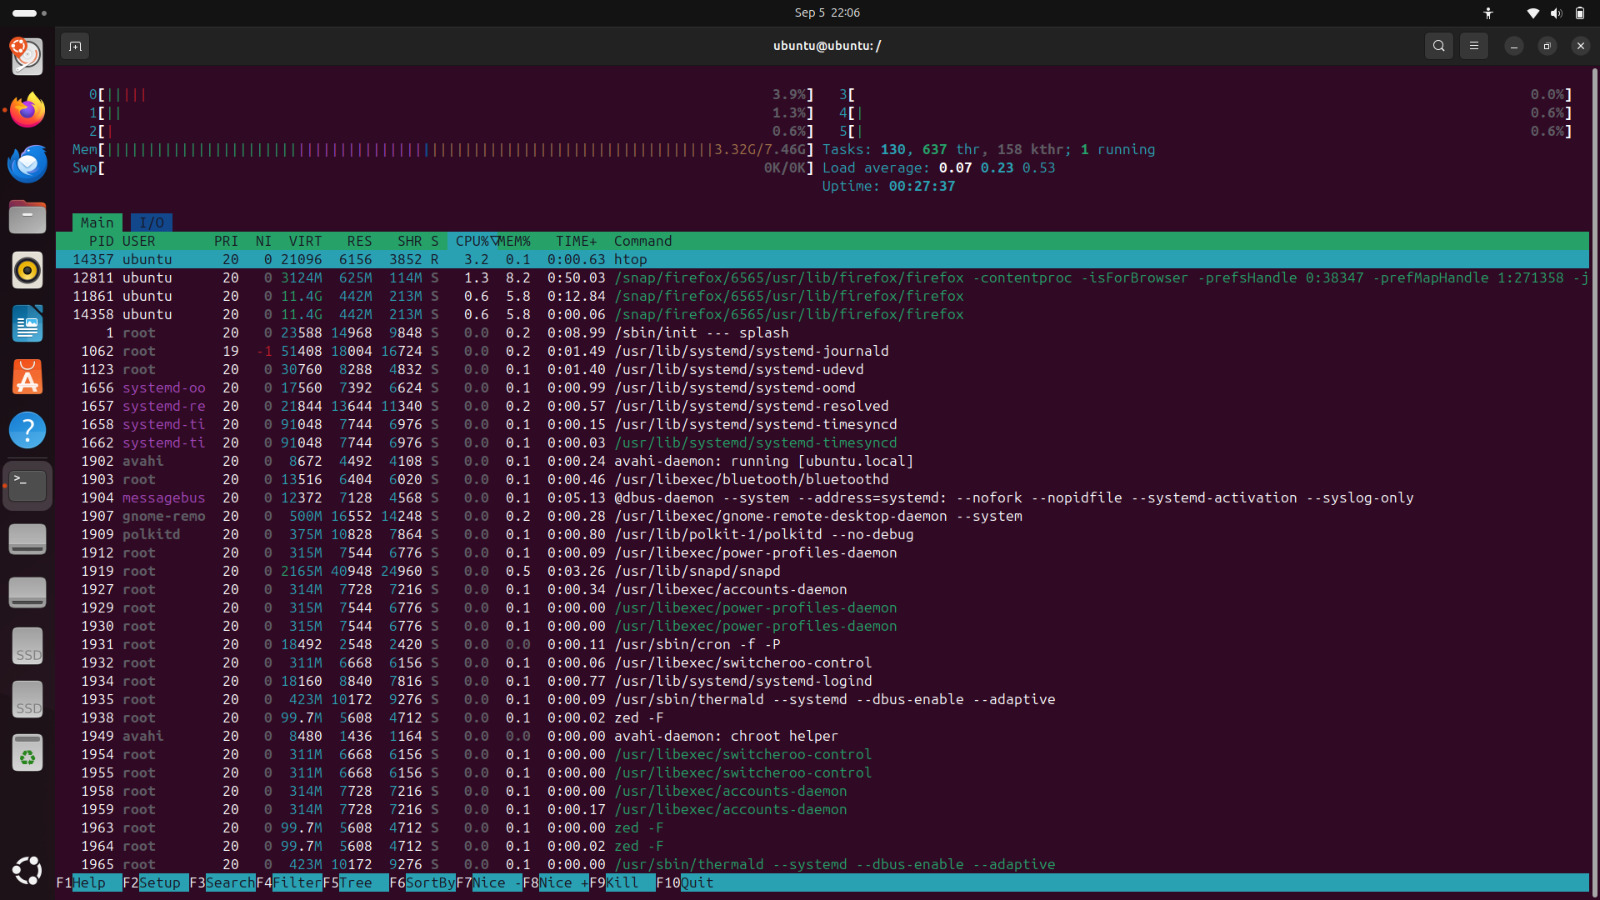 Sep 5 22:06
ubuntu@ubuntu: /
0[||||| 3.9%] 3[ 0.0%]
1[|| 1.3%] 4[| 0.6%]
2[| 0.6%] 5[| 0.6%]
Mem[ 3.32G/7.46G] Tasks: 130, 637 thr, 158 kthr; 1 running
Swp[ 0K/0K] Load average: 0.07 0.23 0.53
Uptime: 00:27:37
Main I/O
PID USER PRI NI VIRT RES SHR S CPU%▽MEM% TIME+ Command
14357 ubuntu 20 0 21096 6156 3852 R 3.2 0.1 0:00.63 htop
12811 ubuntu 20 0 3124M 625M 114M S 1.3 8.2 0:50.03 /snap/firefox/6565/usr/lib/firefox/firefox -contentproc -isForBrowser -prefsHandle 0:38347 -prefMapHandle 1:271358 -j
11861 ubuntu 20 0 11.4G 442M 213M S 0.6 5.8 0:12.84 /snap/firefox/6565/usr/lib/firefox/firefox
14358 ubuntu 20 0 11.4G 442M 213M S 0.6 5.8 0:00.06 /snap/firefox/6565/usr/lib/firefox/firefox
1 root 20 0 23588 14968 9848 S 0.0 0.2 0:08.99 /sbin/init --- splash
1062 root 19 -1 51408 18004 16724 S 0.0 0.2 0:01.49 /usr/lib/systemd/systemd-journald
1123 root 20 0 30760 8288 4832 S 0.0 0.1 0:01.40 /usr/lib/systemd/systemd-udevd
1656 systemd-oo 20 0 17560 7392 6624 S 0.0 0.1 0:00.99 /usr/lib/systemd/systemd-oomd
1657 systemd-re 20 0 21844 13644 11340 S 0.0 0.2 0:00.57 /usr/lib/systemd/systemd-resolved
1658 systemd-ti 20 0 91048 7744 6976 S 0.0 0.1 0:00.15 /usr/lib/systemd/systemd-timesyncd
1662 systemd-ti 20 0 91048 7744 6976 S 0.0 0.1 0:00.03 /usr/lib/systemd/systemd-timesyncd
1902 avahi 20 0 8672 4492 4108 S 0.0 0.1 0:00.24 avahi-daemon: running [ubuntu.local]
1903 root 20 0 13516 6404 6020 S 0.0 0.1 0:00.46 /usr/libexec/bluetooth/bluetoothd
1904 messagebus 20 0 12372 7128 4568 S 0.0 0.1 0:05.13 @dbus-daemon --system --address=systemd: --nofork --nopidfile --systemd-activation --syslog-only
1907 gnome-remo 20 0 500M 16552 14248 S 0.0 0.2 0:00.28 /usr/libexec/gnome-remote-desktop-daemon --system
1909 polkitd 20 0 375M 10828 7864 S 0.0 0.1 0:00.80 /usr/lib/polkit-1/polkitd --no-debug
1912 root 20 0 315M 7544 6776 S 0.0 0.1 0:00.09 /usr/libexec/power-profiles-daemon
1919 root 20 0 2165M 40948 24960 S 0.0 0.5 0:03.26 /usr/lib/snapd/snapd
1927 root 20 0 314M 7728 7216 S 0.0 0.1 0:00.34 /usr/libexec/accounts-daemon
1929 root 20 0 315M 7544 6776 S 0.0 0.1 0:00.00 /usr/libexec/power-profiles-daemon
1930 root 20 0 315M 7544 6776 S 0.0 0.1 0:00.00 /usr/libexec/power-profiles-daemon
1931 root 20 0 18492 2548 2420 S 0.0 0.0 0:00.11 /usr/sbin/cron -f -P
1932 root 20 0 311M 6668 6156 S 0.0 0.1 0:00.06 /usr/libexec/switcheroo-control
1934 root 20 0 18160 8840 7816 S 0.0 0.1 0:00.77 /usr/lib/systemd/systemd-logind
1935 root 20 0 423M 10172 9276 S 0.0 0.1 0:00.09 /usr/sbin/thermald --systemd --dbus-enable --adaptive
1938 root 20 0 99.7M 5608 4712 S 0.0 0.1 0:00.02 zed -F
1949 avahi 20 0 8480 1436 1164 S 0.0 0.0 0:00.00 avahi-daemon: chroot helper
1954 root 20 0 311M 6668 6156 S 0.0 0.1 0:00.00 /usr/libexec/switcheroo-control
1955 root 20 0 311M 6668 6156 S 0.0 0.1 0:00.00 /usr/libexec/switcheroo-control
1958 root 20 0 314M 7728 7216 S 0.0 0.1 0:00.00 /usr/libexec/accounts-daemon
1959 root 20 0 314M 7728 7216 S 0.0 0.1 0:00.17 /usr/libexec/accounts-daemon
1963 root 20 0 99.7M 5608 4712 S 0.0 0.1 0:00.00 zed -F
1964 root 20 0 99.7M 5608 4712 S 0.0 0.1 0:00.02 zed -F
1965 root 20 0 423M 10172 9276 S 0.0 0.1 0:00.00 /usr/sbin/thermald --systemd --dbus-enable --adaptive
F1Help F2Setup F3SearchF4FilterF5Tree F6SortByF7Nice -F8Nice +F9Kill F10Quit
SSD
SSD